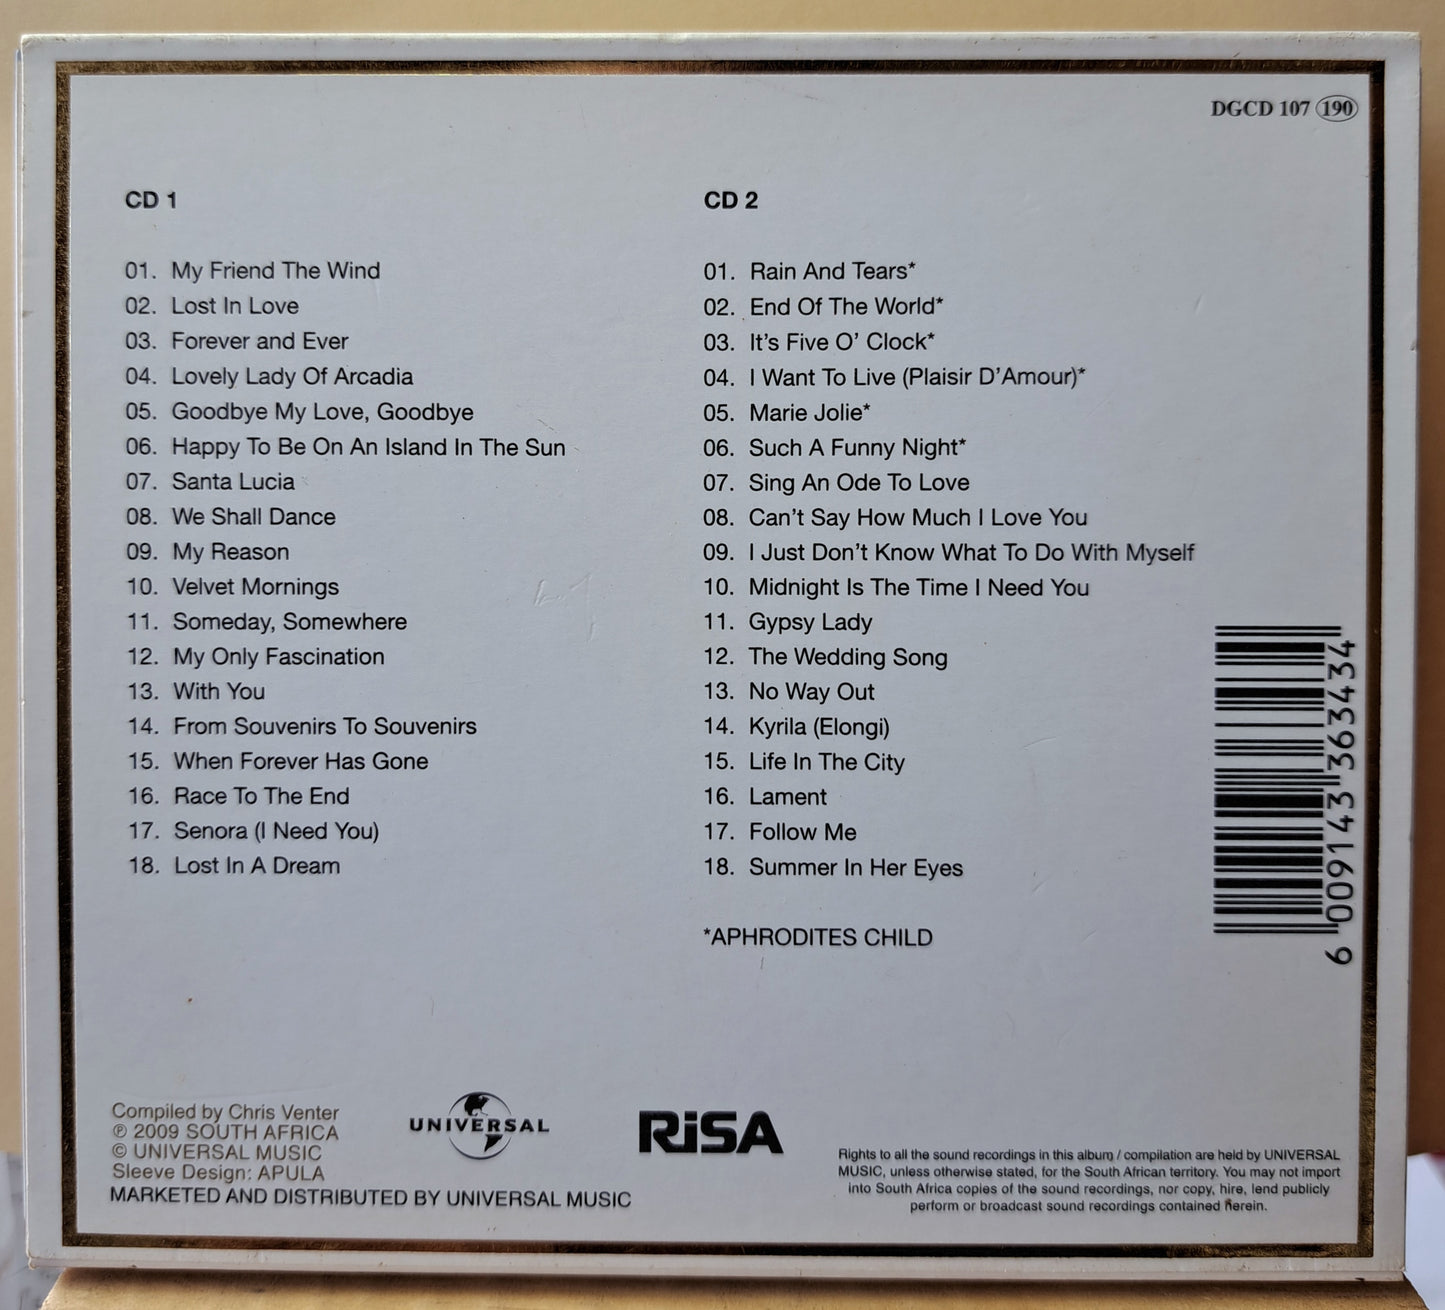 DGCD 107 190
CD 1
01. My Friend The Wind
02. Lost In Love
03. Forever and Ever
04. Lovely Lady Of Arcadia
05. Goodbye My Love, Goodbye
06. Happy To Be On An Island In The Sun
07. Santa Lucia
08. We Shall Dance
09. My Reason
10. Velvet Mornings
11. Someday, Somewhere
12. My Only Fascination
13. With You
14. From Souvenirs To Souvenirs
15. When Forever Has Gone
16. Race To The End
17. Senora (I Need You)
18. Lost In A Dream
CD 2
01. Rain And Tears*
02. End Of The World*
03. It's Five O' Clock*
04. I Want To Live (Plaisir D'Amour)*
05. Marie Jolie*
06. Such A Funny Night*
07. Sing An Ode To Love
08. Can't Say How Much I Love You
09. I Just Don't Know What To Do With Myself
10. Midnight Is The Time I Need You
11. Gypsy Lady
12. The Wedding Song
13. No Way Out
14. Kyrila (Elongi)
15. Life In The City
16. Lament
17. Follow Me
18. Summer In Her Eyes
*APHRODITES CHILD
6 009143 363434
Compiled by Chris Venter
℗ 2009 SOUTH AFRICA
© UNIVERSAL MUSIC
Sleeve Design: APULA
MARKETED AND DISTRIBUTED BY UNIVERSAL MUSIC
UNIVERSAL
RiSA
Rights to all the sound recordings in this album / compilation are held by UNIVERSAL
MUSIC, unless otherwise stated, for the South African territory. You may not import
into South Africa copies of the sound recordings, nor copy, hire, lend publicly
perform or broadcast sound recordings contained herein.